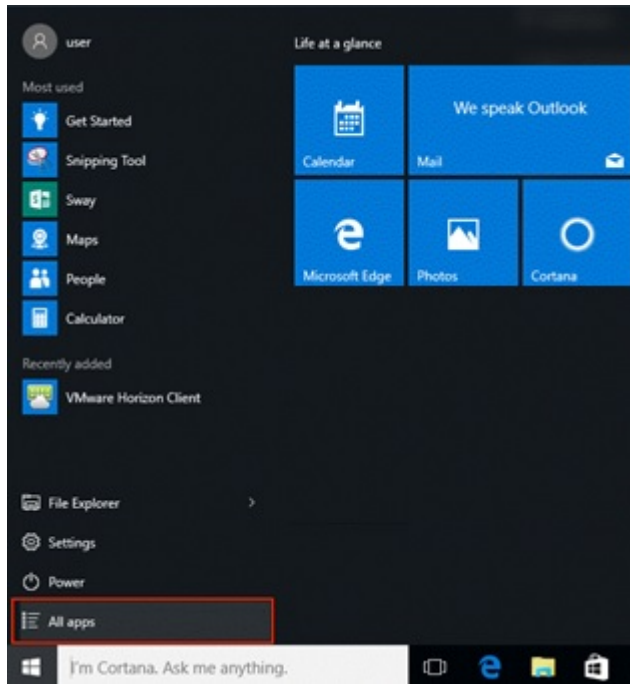 user
Most used
Get Started
Snipping Tool
Sway
Maps
People
Calculator
Recently added
VMware Horizon Client
File Explorer
Settings
Power
All apps
Life at a glance
Calendar
We speak Outlook
Mail
Microsoft Edge
Photos
Cortana
I'm Cortana. Ask me anything.